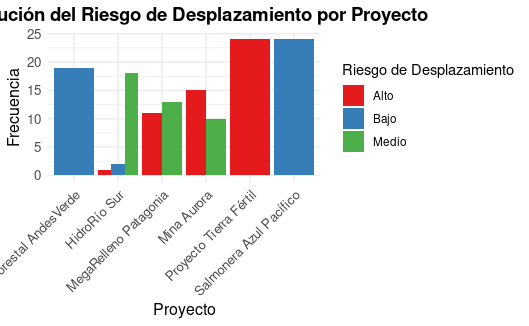 ución del Riesgo de Desplazamiento por Proyecto
25
20
15
10
5
0
Frecuencia
orestal AndesVerde
HidroRío Sur
MegaRelleno Patagonia
Mina Aurora
Proyecto Tierra Fértil
Salmonera Azul Pacífico
Proyecto
Riesgo de Desplazamiento
Alto
Bajo
Medio